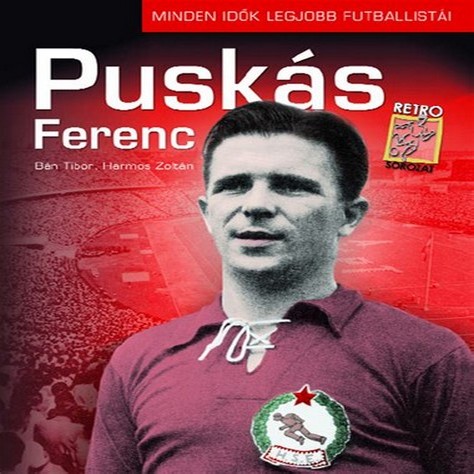 MINDEN IDŐK LEGJOBB FUTBALLISTÁI
Puskás
Ferenc
Bán Tibor, Harmos Zoltán
RETRO
SOROZAT